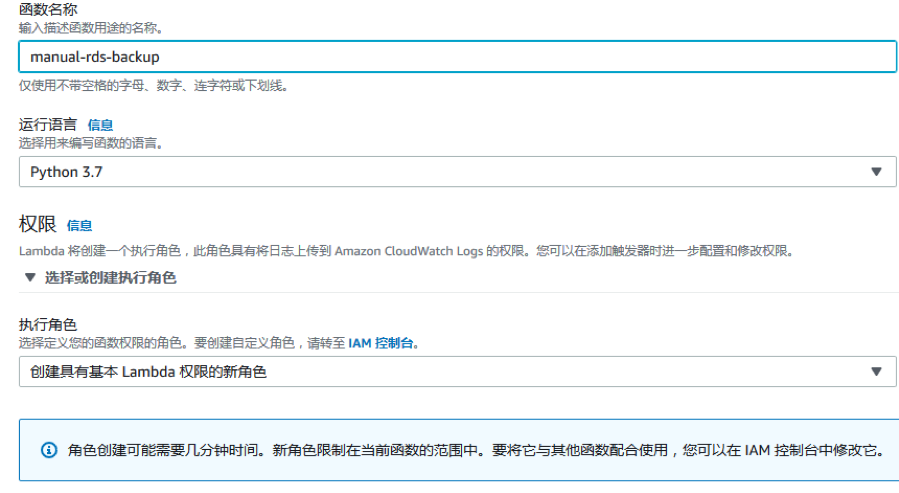 函数名称
输入描述函数用途的名称。
manual-rds-backup
仅使用不带空格的字母、数字、连字符或下划线。
运行语言 信息
选择用来编写函数的语言。
Python 3.7
权限 信息
Lambda 将创建一个执行角色，此角色具有将日志上传到 Amazon CloudWatch Logs 的权限。您可以在添加触发器时进一步配置和修改权限。
选择或创建执行角色
执行角色
选择定义您的函数权限的角色。要创建自定义角色，请转至 IAM 控制台。
创建具有基本 Lambda 权限的新角色
角色创建可能需要几分钟时间。新角色限制在当前函数的范围中。要将它与其他函数配合使用，您可以在 IAM 控制台中修改它。